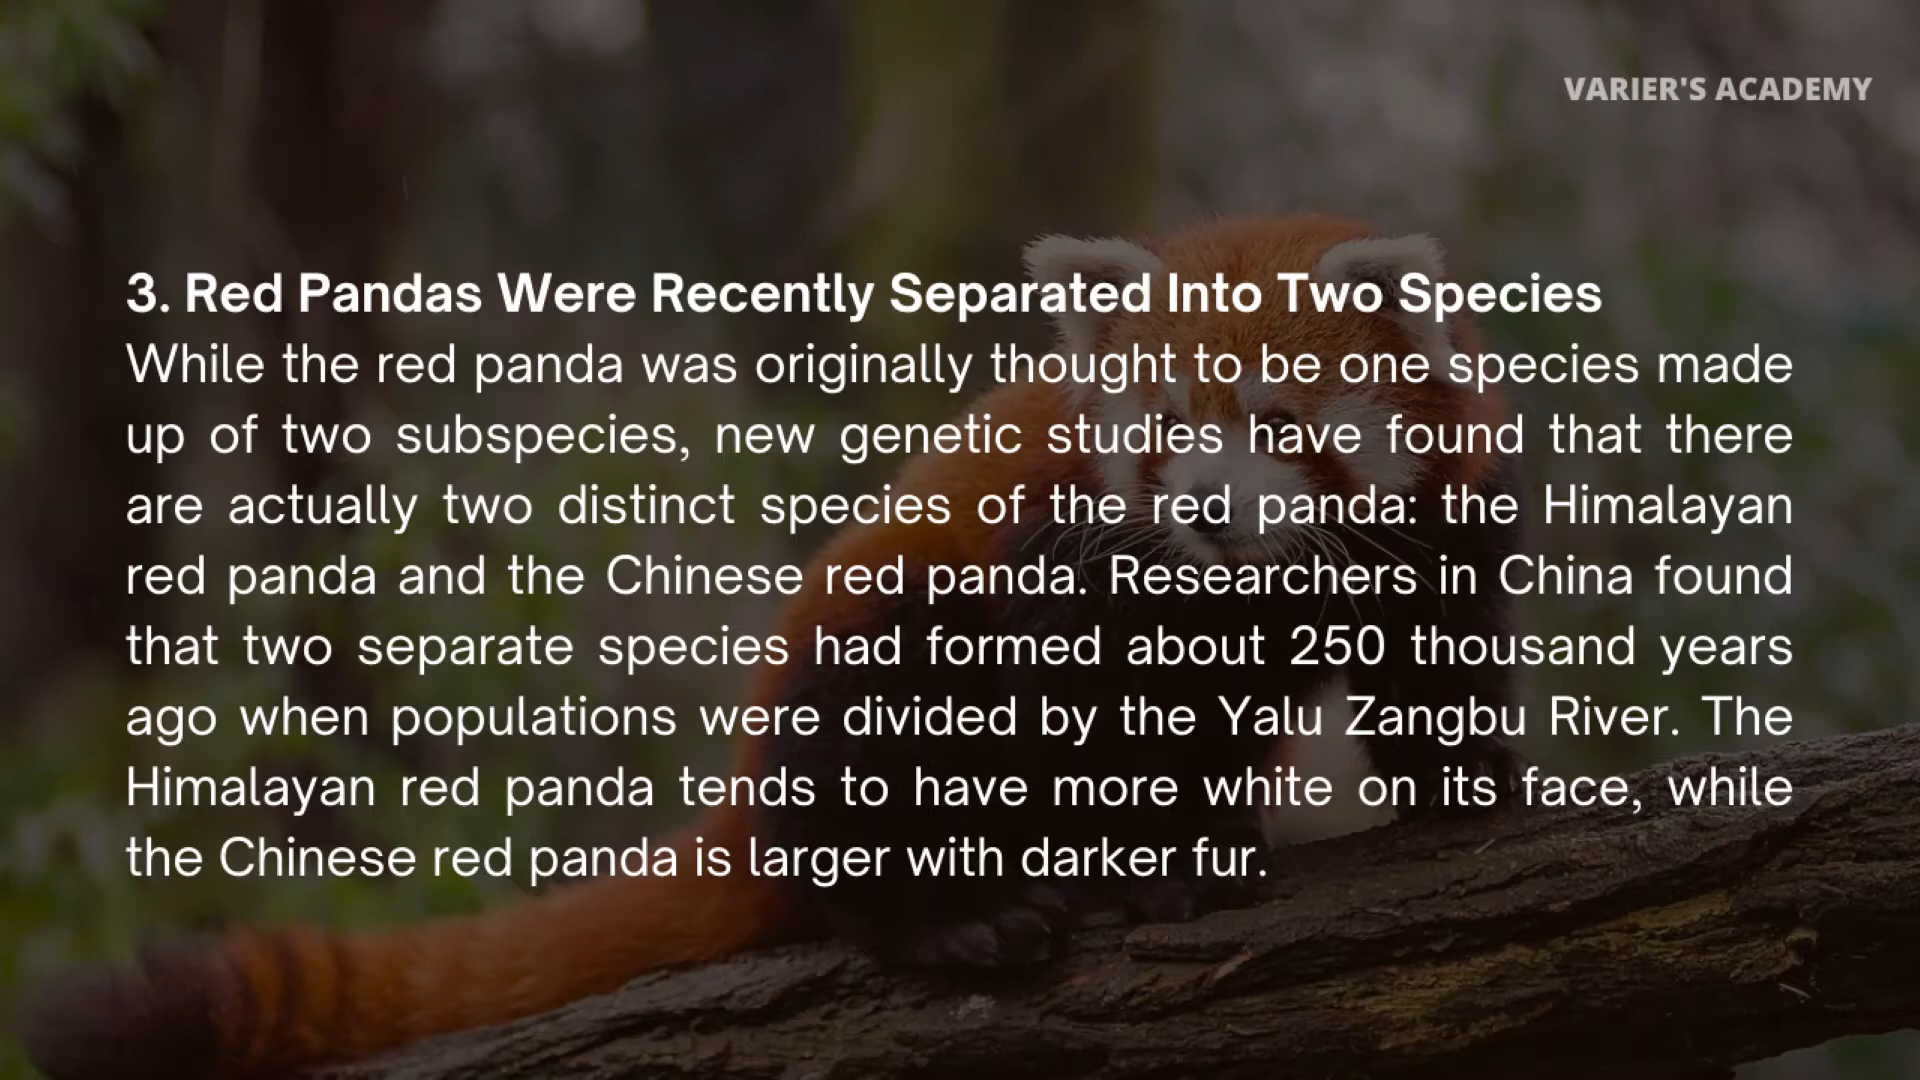 VARIER'S ACADEMY
3. Red Pandas Were Recently Separated Into Two Species
While the red panda was originally thought to be one species made
up of two subspecies, new genetic studies have found that there
are actually two distinct species of the red panda: the Himalayan
red panda and the Chinese red panda. Researchers in China found
that two separate species had formed about 250 thousand years
ago when populations were divided by the Yalu Zangbu River. The
Himalayan red panda tends to have more white on its face, while
the Chinese red panda is larger with darker fur.